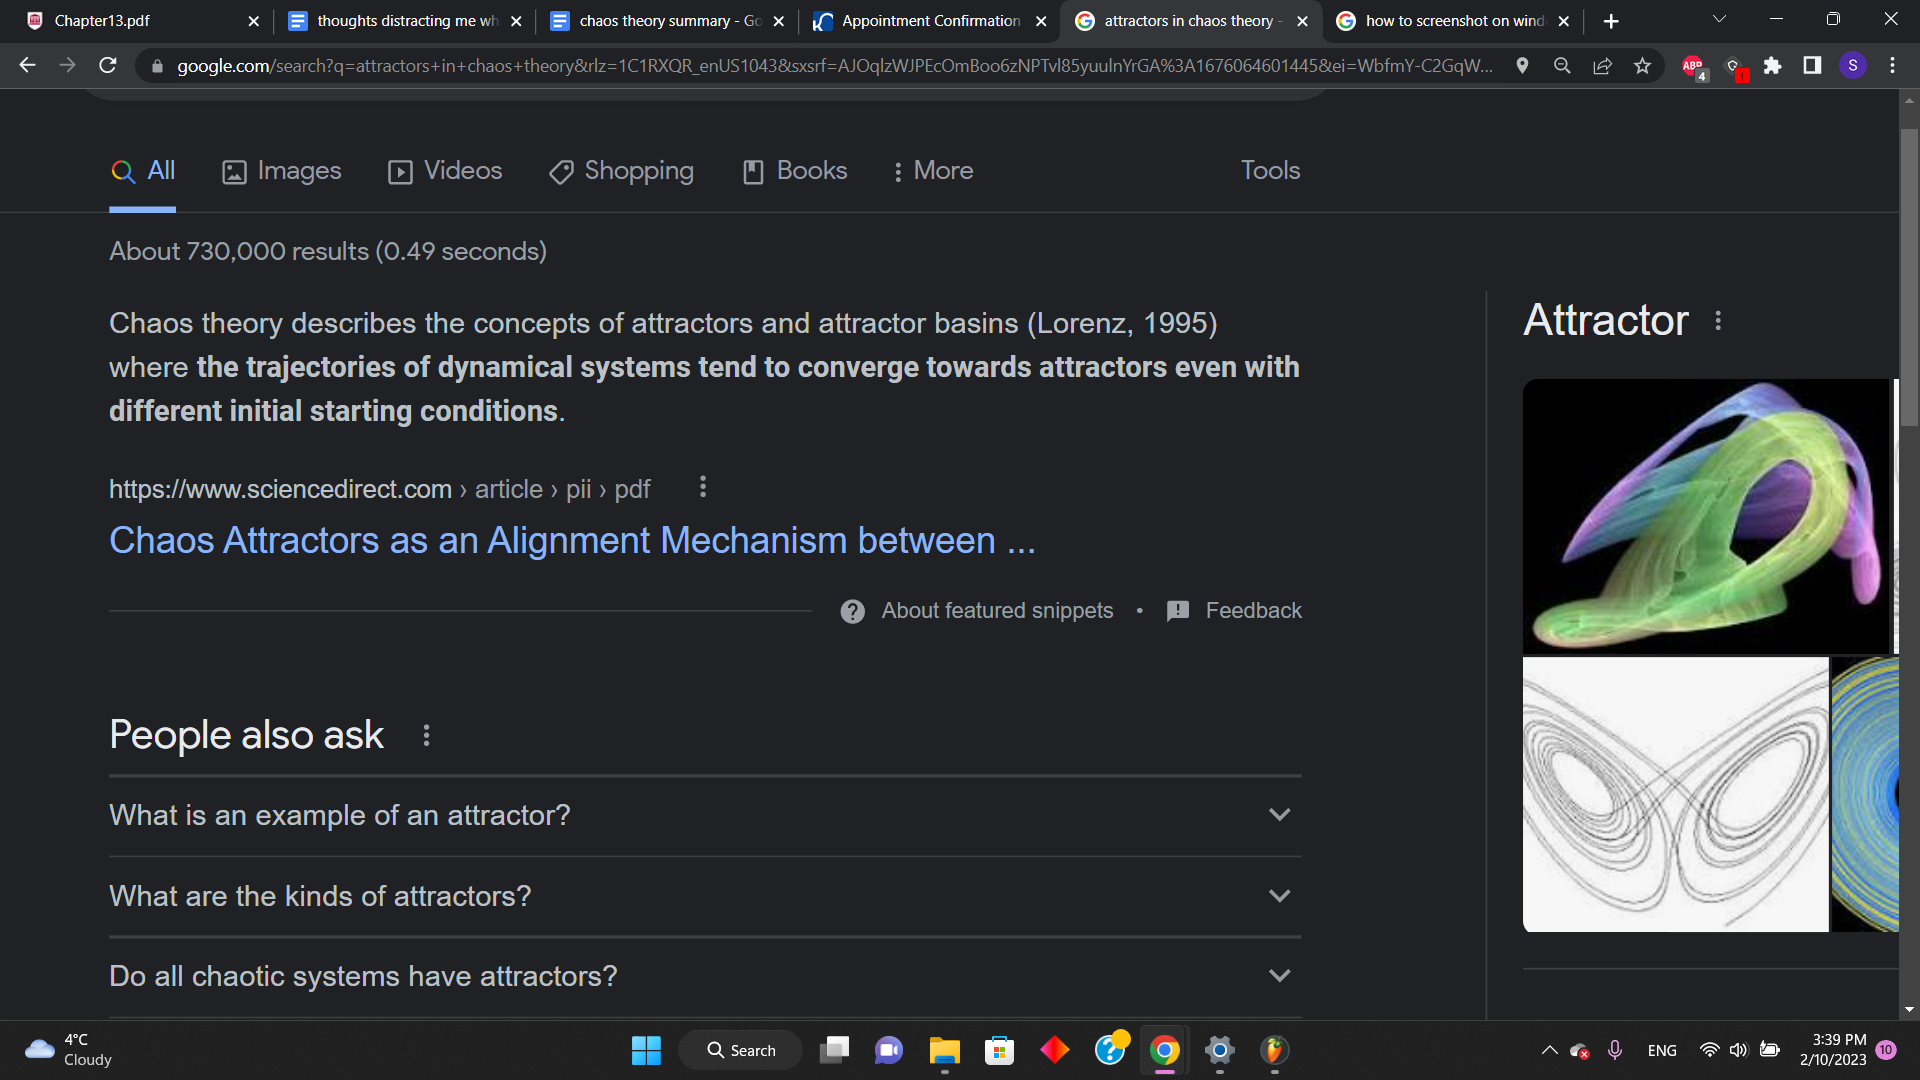 Chapter13.pdf
thoughts distracting me wh
chaos theory summary - Go
Appointment Confirmation
attractors in chaos theory -
how to screenshot on wind
google.com/search?q=attractors+in+chaos+theory&rlz=1C1RXQR_enUS1043&sxsrf=AJOqlzWJPEcOmBoo6zNPTvl85yuulnYrGA%3A1676064601445&ei=WbfmY-C2GqW...
ABP
4
!
S
All
Images
Videos
Shopping
Books
More
Tools
About 730,000 results (0.49 seconds)
Chaos theory describes the concepts of attractors and attractor basins (Lorenz, 1995)
where the trajectories of dynamical systems tend to converge towards attractors even with
different initial starting conditions.
https://www.sciencedirect.com › article › pii › pdf
Chaos Attractors as an Alignment Mechanism between ...
About featured snippets • Feedback
Attractor
People also ask
What is an example of an attractor?
What are the kinds of attractors?
Do all chaotic systems have attractors?
4°C
Cloudy
Search
ENG
3:39 PM
2/10/2023
10